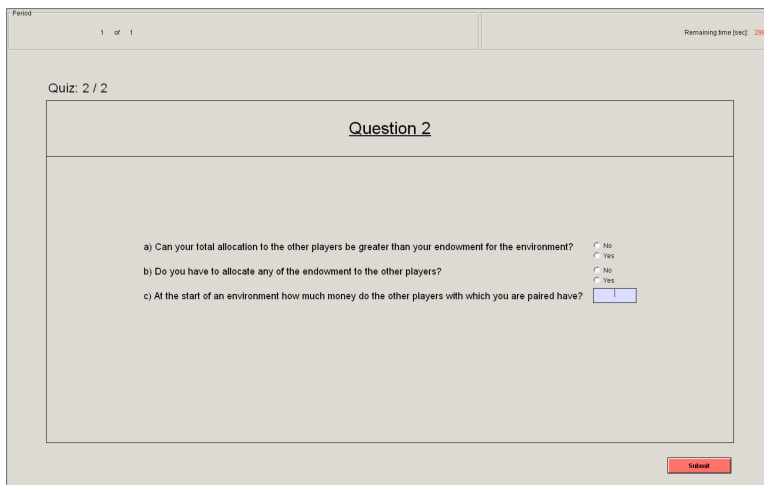 Period
1 of 1
Remaining time [sec]: 298
Quiz: 2 / 2
Question 2
a) Can your total allocation to the other players be greater than your endowment for the environment?
No
Yes
b) Do you have to allocate any of the endowment to the other players?
No
Yes
c) At the start of an environment how much money do the other players with which you are paired have?
Submit